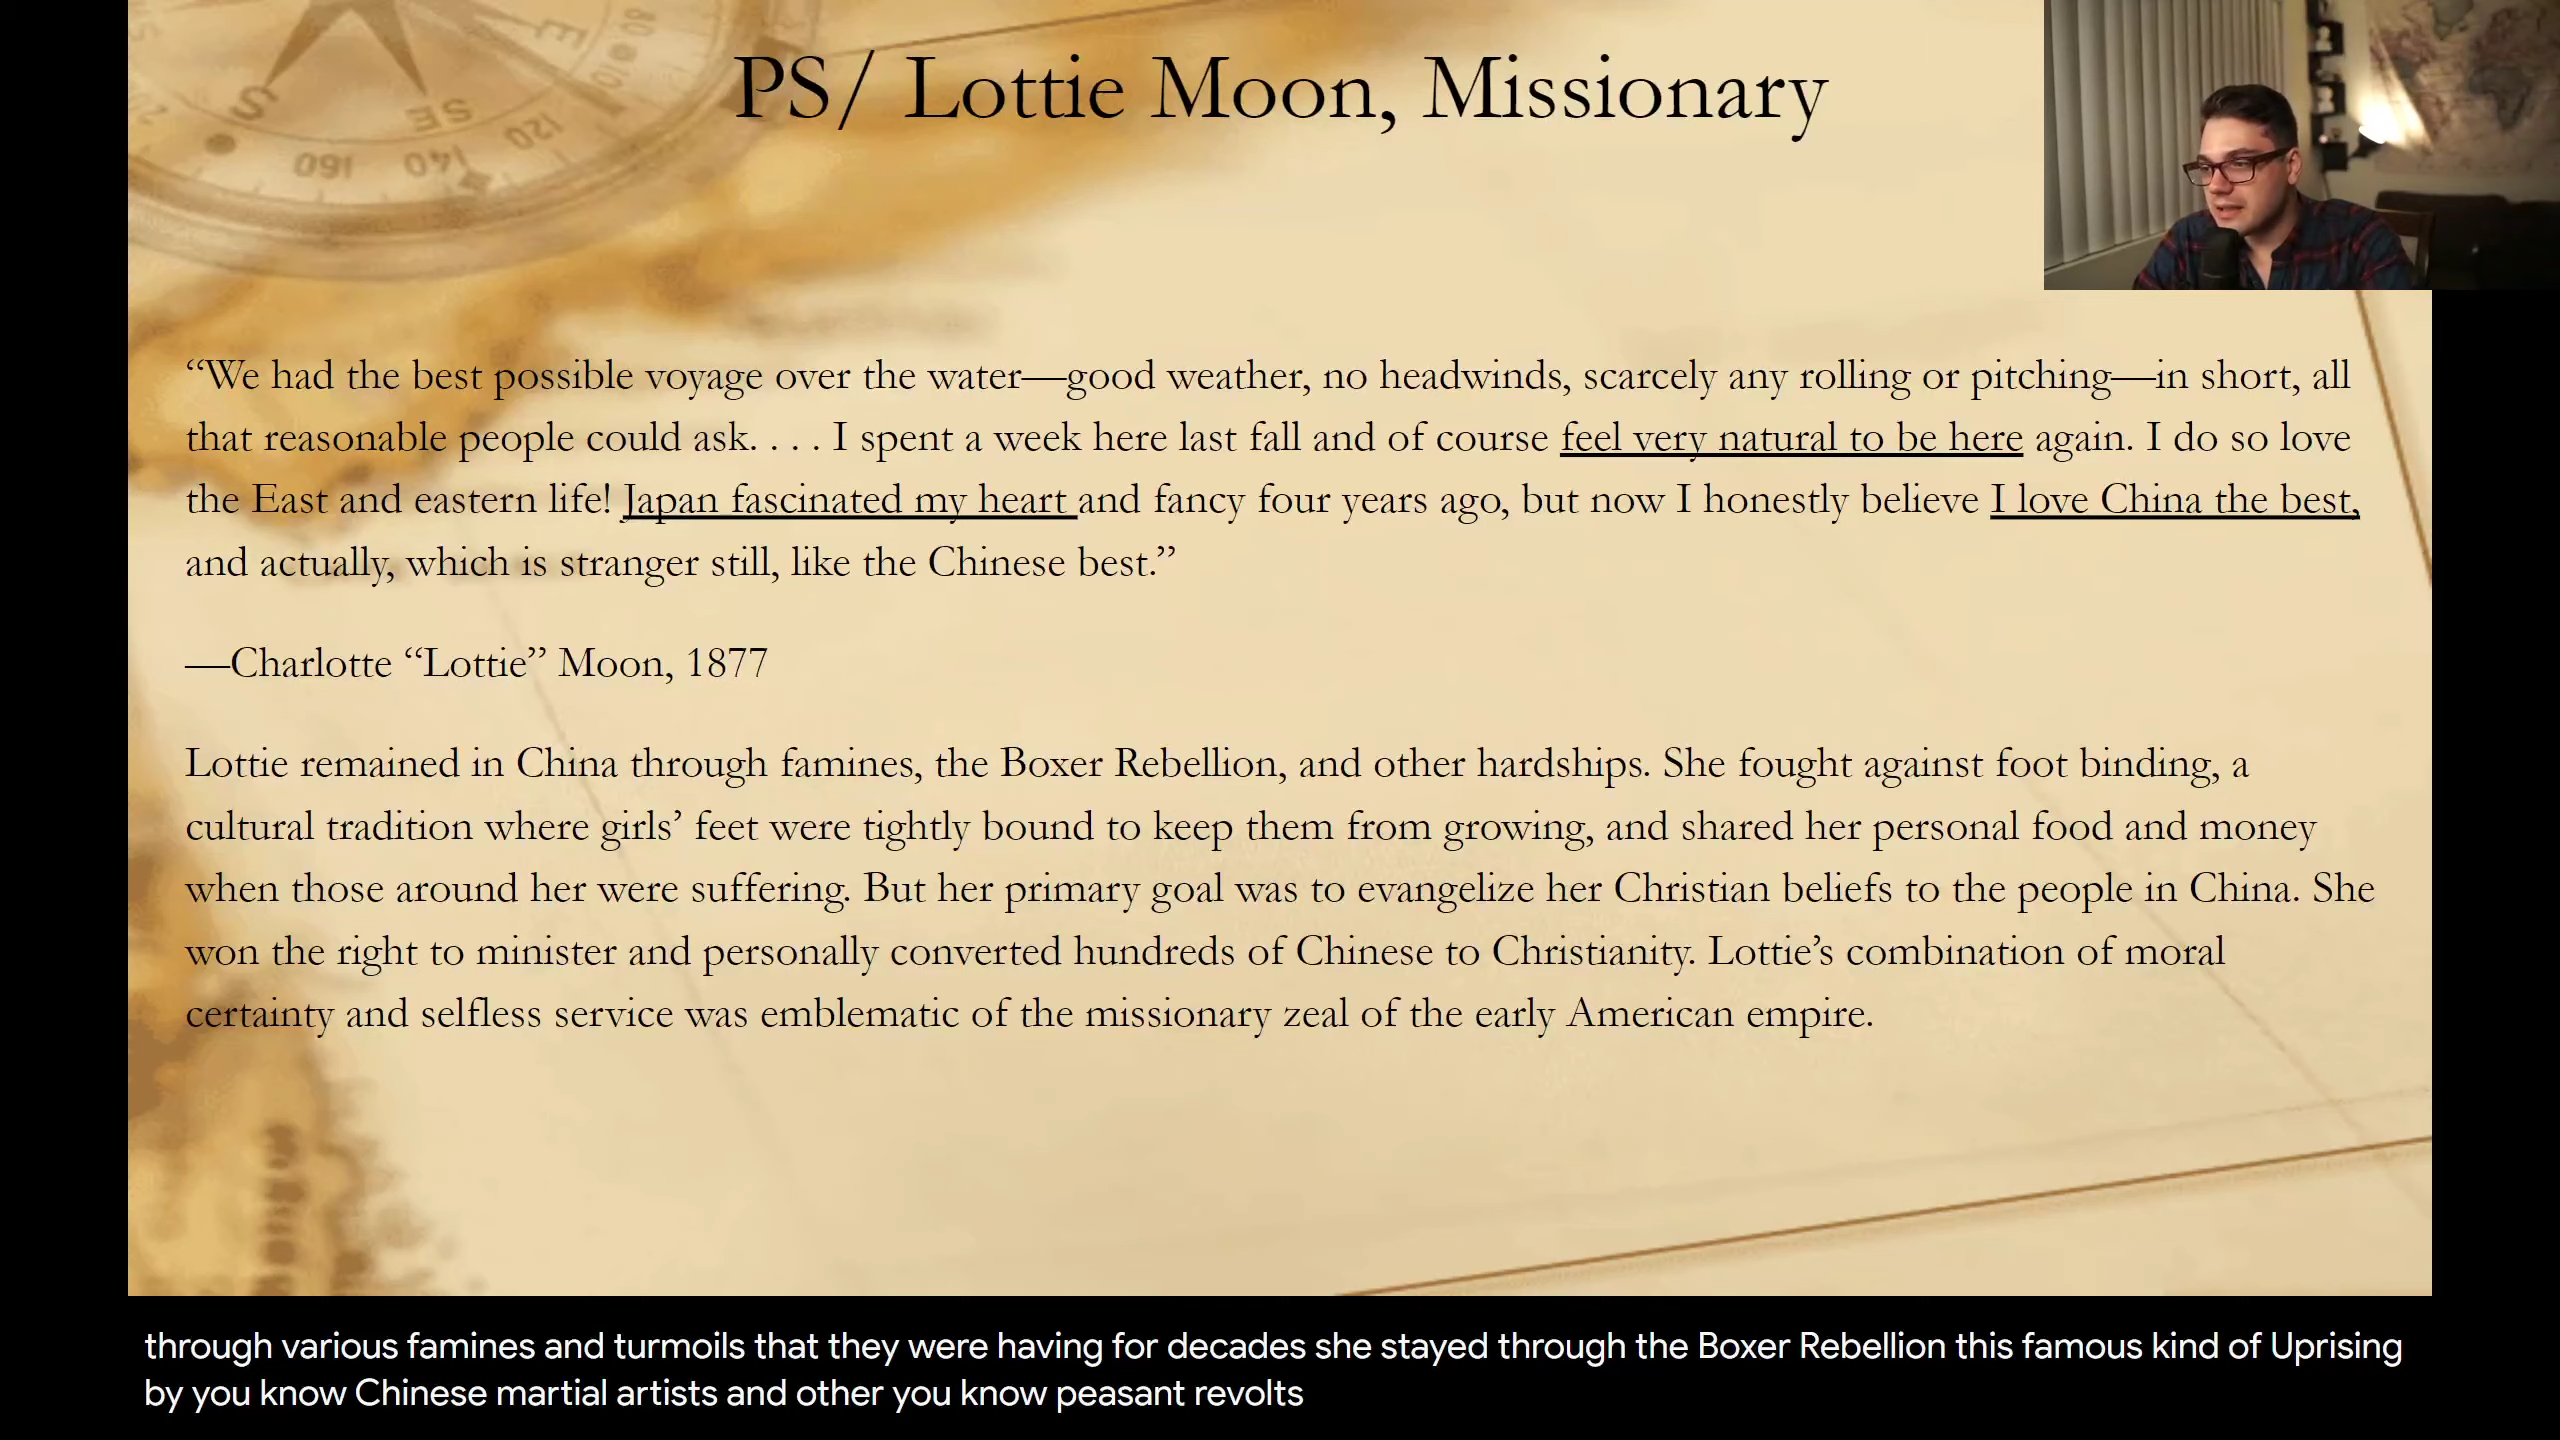 PS/ Lottie Moon, Missionary
“We had the best possible voyage over the water—good weather, no headwinds, scarcely any rolling or pitching—in short, all
that reasonable people could ask. . . . I spent a week here last fall and of course feel very natural to be here again. I do so love
the East and eastern life! Japan fascinated my heart and fancy four years ago, but now I honestly believe I love China the best,
and actually, which is stranger still, like the Chinese best.”
—Charlotte “Lottie” Moon, 1877
Lottie remained in China through famines, the Boxer Rebellion, and other hardships. She fought against foot binding, a
cultural tradition where girls’ feet were tightly bound to keep them from growing, and shared her personal food and money
when those around her were suffering. But her primary goal was to evangelize her Christian beliefs to the people in China. She
won the right to minister and personally converted hundreds of Chinese to Christianity. Lottie’s combination of moral
certainty and selfless service was emblematic of the missionary zeal of the early American empire.
through various famines and turmoils that they were having for decades she stayed through the Boxer Rebellion this famous kind of Uprising
by you know Chinese martial artists and other you know peasant revolts
S
SE
E
160
140
120